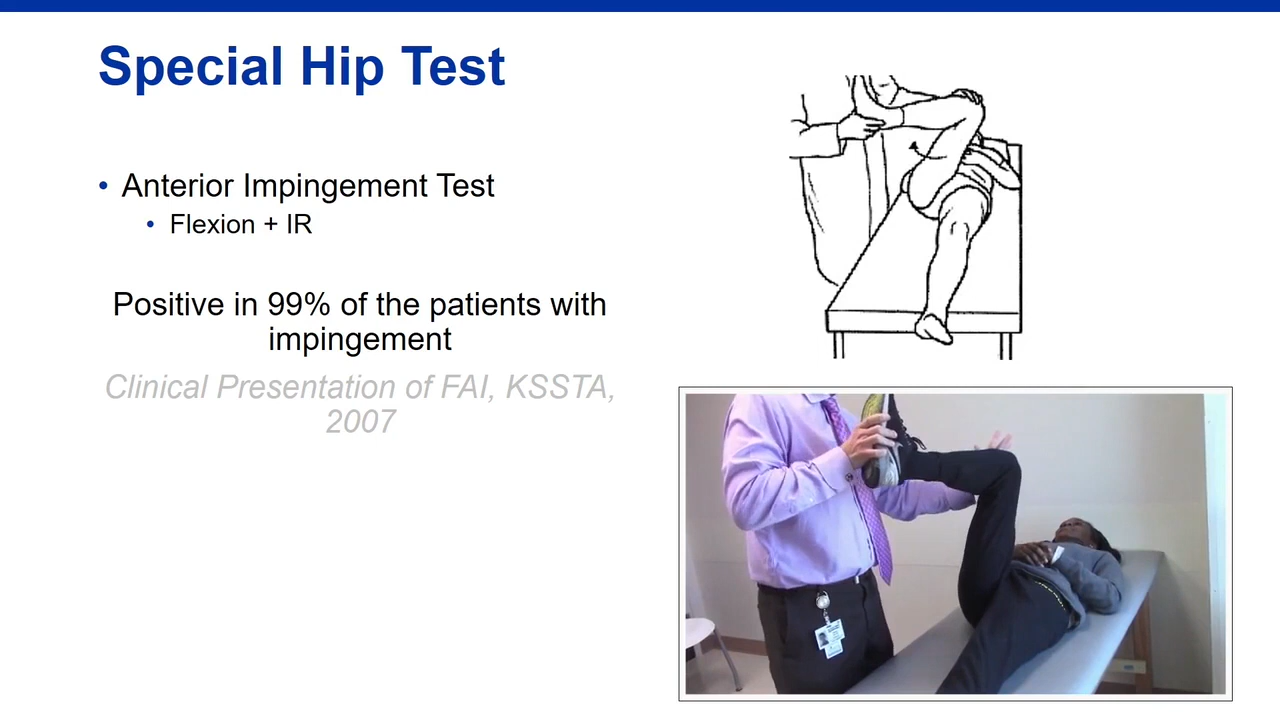 Special Hip Test
• Anterior Impingement Test
• Flexion + IR
Positive in 99% of the patients with
impingement
Clinical Presentation of FAI, KSSTA,
2007